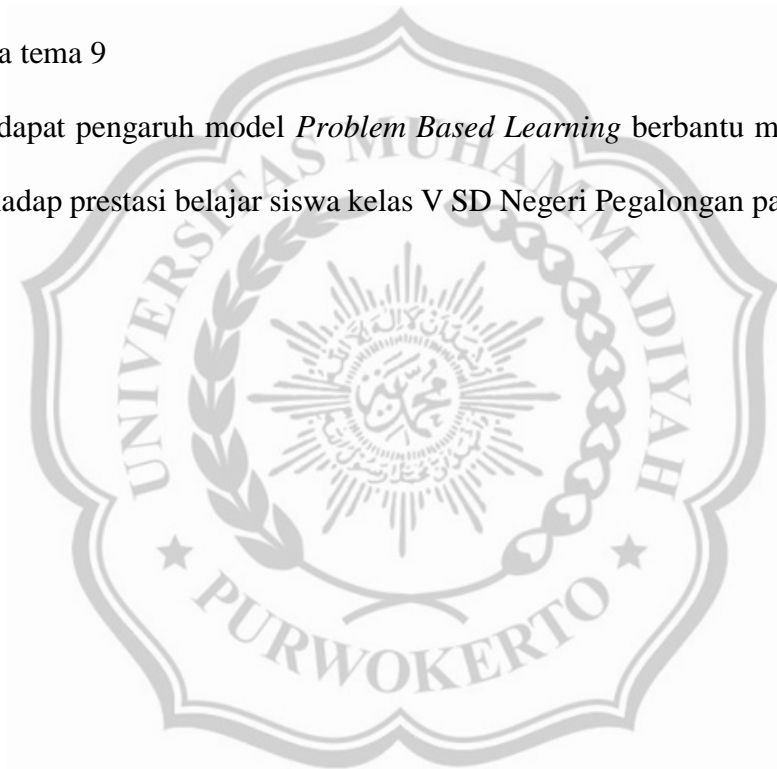 a tema 9
dapat pengaruh model Problem Based Learning berbantu m
adap prestasi belajar siswa kelas V SD Negeri Pegalongan pa
UNIVERSITAS MUHAMMADIYAH
PURWOKERTO